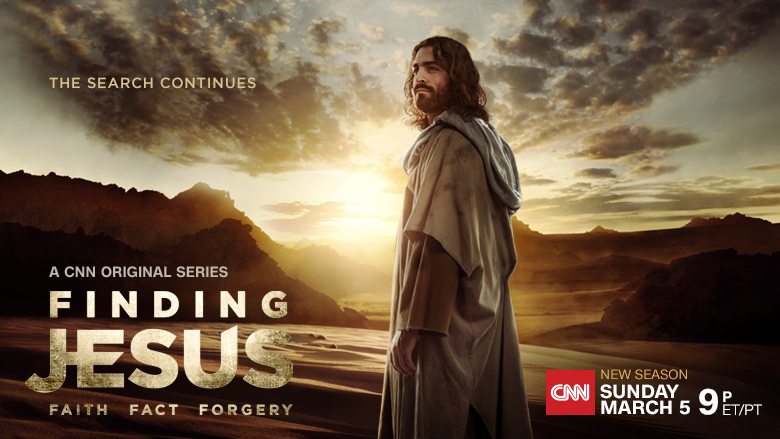 THE SEARCH CONTINUES
A CNN ORIGINAL SERIES
FINDING
JESUS
FAITH FACT FORGERY
CNN
NEW SEASON
SUNDAY
MARCH 5
9P
ET/PT